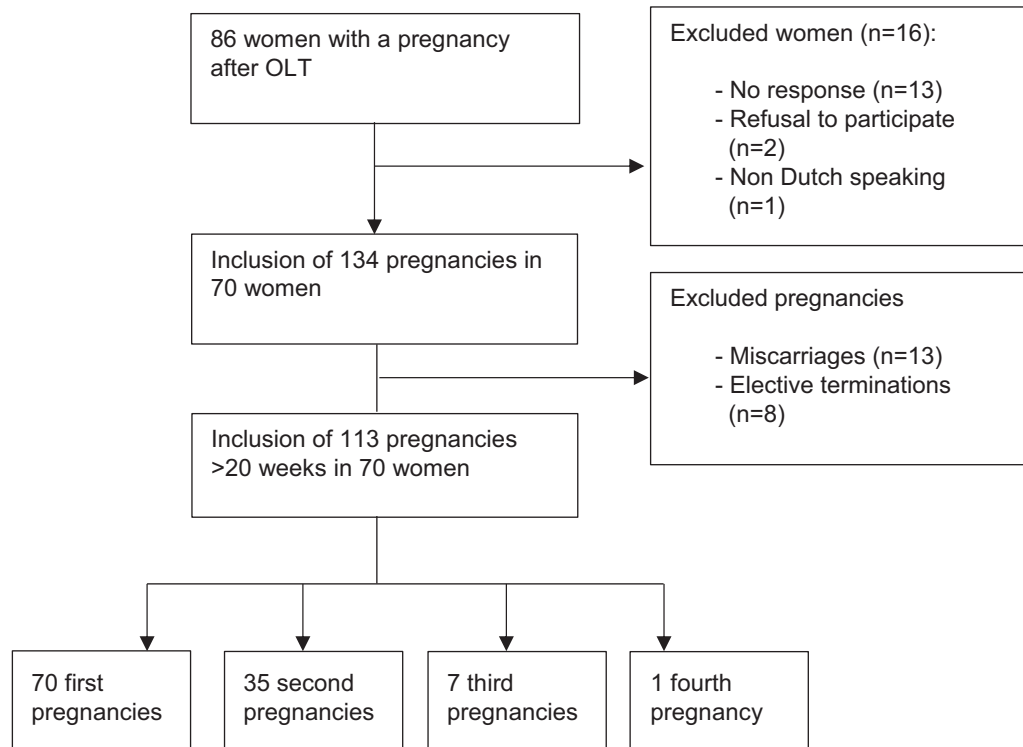 86 women with a pregnancy
after OLT
Excluded women (n=16):
- No response (n=13)
- Refusal to participate
(n=2)
- Non Dutch speaking
(n=1)
Inclusion of 134 pregnancies in
70 women
Excluded pregnancies
- Miscarriages (n=13)
- Elective terminations
(n=8)
Inclusion of 113 pregnancies
>20 weeks in 70 women
70 first
pregnancies
35 second
pregnancies
7 third
pregnancies
1 fourth
pregnancy